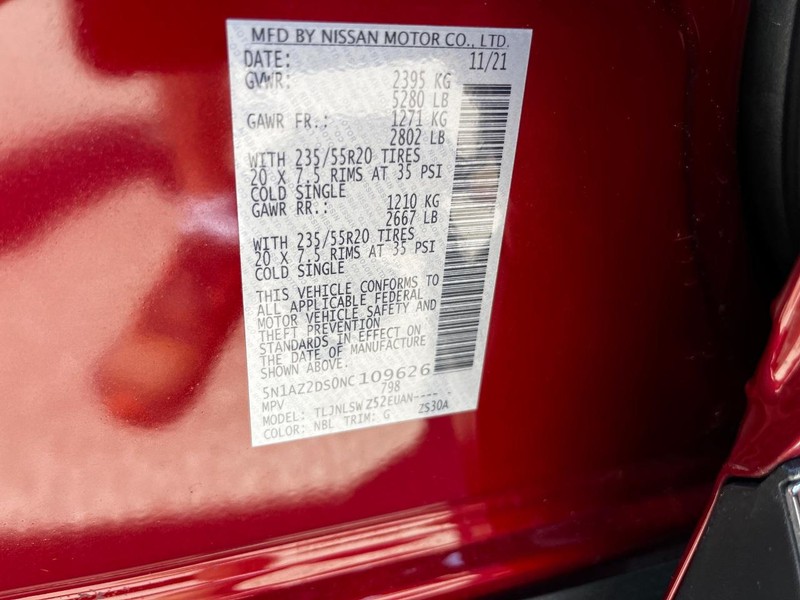 MFD BY NISSAN MOTOR CO., LTD.
DATE: 11/21
GVWR: 2395 KG
5280 LB
GAWR FR.: 1271 KG
2802 LB
WITH 235/55R20 TIRES
20 X 7.5 RIMS AT 35 PSI
COLD SINGLE
GAWR RR.: 1210 KG
2667 LB
WITH 235/55R20 TIRES
20 X 7.5 RIMS AT 35 PSI
COLD SINGLE
THIS VEHICLE CONFORMS TO
ALL APPLICABLE FEDERAL
MOTOR VEHICLE SAFETY AND
THEFT PREVENTION
STANDARDS IN EFFECT ON
THE DATE OF MANUFACTURE
SHOWN ABOVE.
5N1AZ2DS0NC109626
MPV 798
MODEL: TLJNLSWZ52EUAN----
COLOR: NBL TRIM: G ZS30A